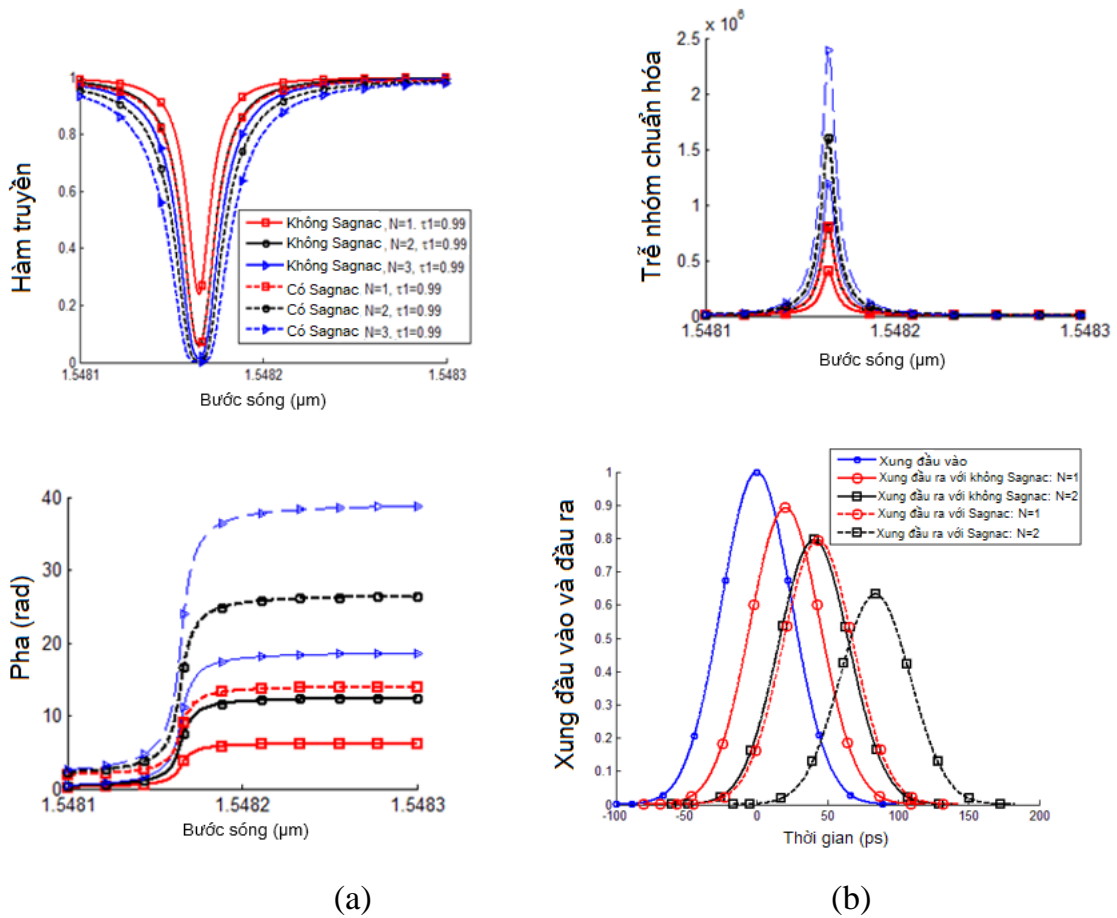 Hàm truyền
1
0.8
0.6
0.4
0.2
0
1.5481
1.5482
1.5483
Bước sóng (µm)
Không Sagnac, N=1. τ1=0.99
Không Sagnac, N=2, τ1=0.99
Không Sagnac, N=3, τ1=0.99
Có Sagnac, N=1, τ1=0.99
Có Sagnac N=2, τ1=0.99
Có Sagnac N=3, τ1=0.99
x 10^6
Trễ nhóm chuẩn hóa
2.5
2
1.5
1
0.5
0
1.5481
1.5482
1.5483
Bước sóng (µm)
Pha (rad)
40
30
20
10
0
1.5481
1.5482
1.5483
Bước sóng (µm)
Xung đầu vào và đầu ra
1
0.9
0.8
0.7
0.6
0.5
0.4
0.3
0.2
0.1
0
-100
-50
0
50
100
150
200
Thời gian (ps)
Xung đầu vào
Xung đầu ra với không Sagnac: N=1
Xung đầu ra với không Sagnac: N=2
Xung đầu ra với Sagnac: N=1
Xung đầu ra với Sagnac: N=2
(a)
(b)